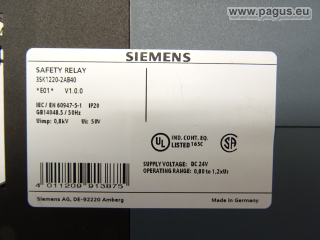 www.pagus.eu
SIEMENS
SAFETY RELAY
3SK1220-2AB40
*E01* V1.0.0
IEC / EN 60947-5-1 IP20
GB14048.5 / 50Hz
Uimp: 0,8kV Ui: 50V
UL LISTED
IND. CONT. EQ.
165C
SUPPLY VOLTAGE: DC 24V
OPERATING RANGE: 0,80 to 1,2xUs
4 011209 913875
Siemens AG, DE-92220 Amberg
Made in Germany